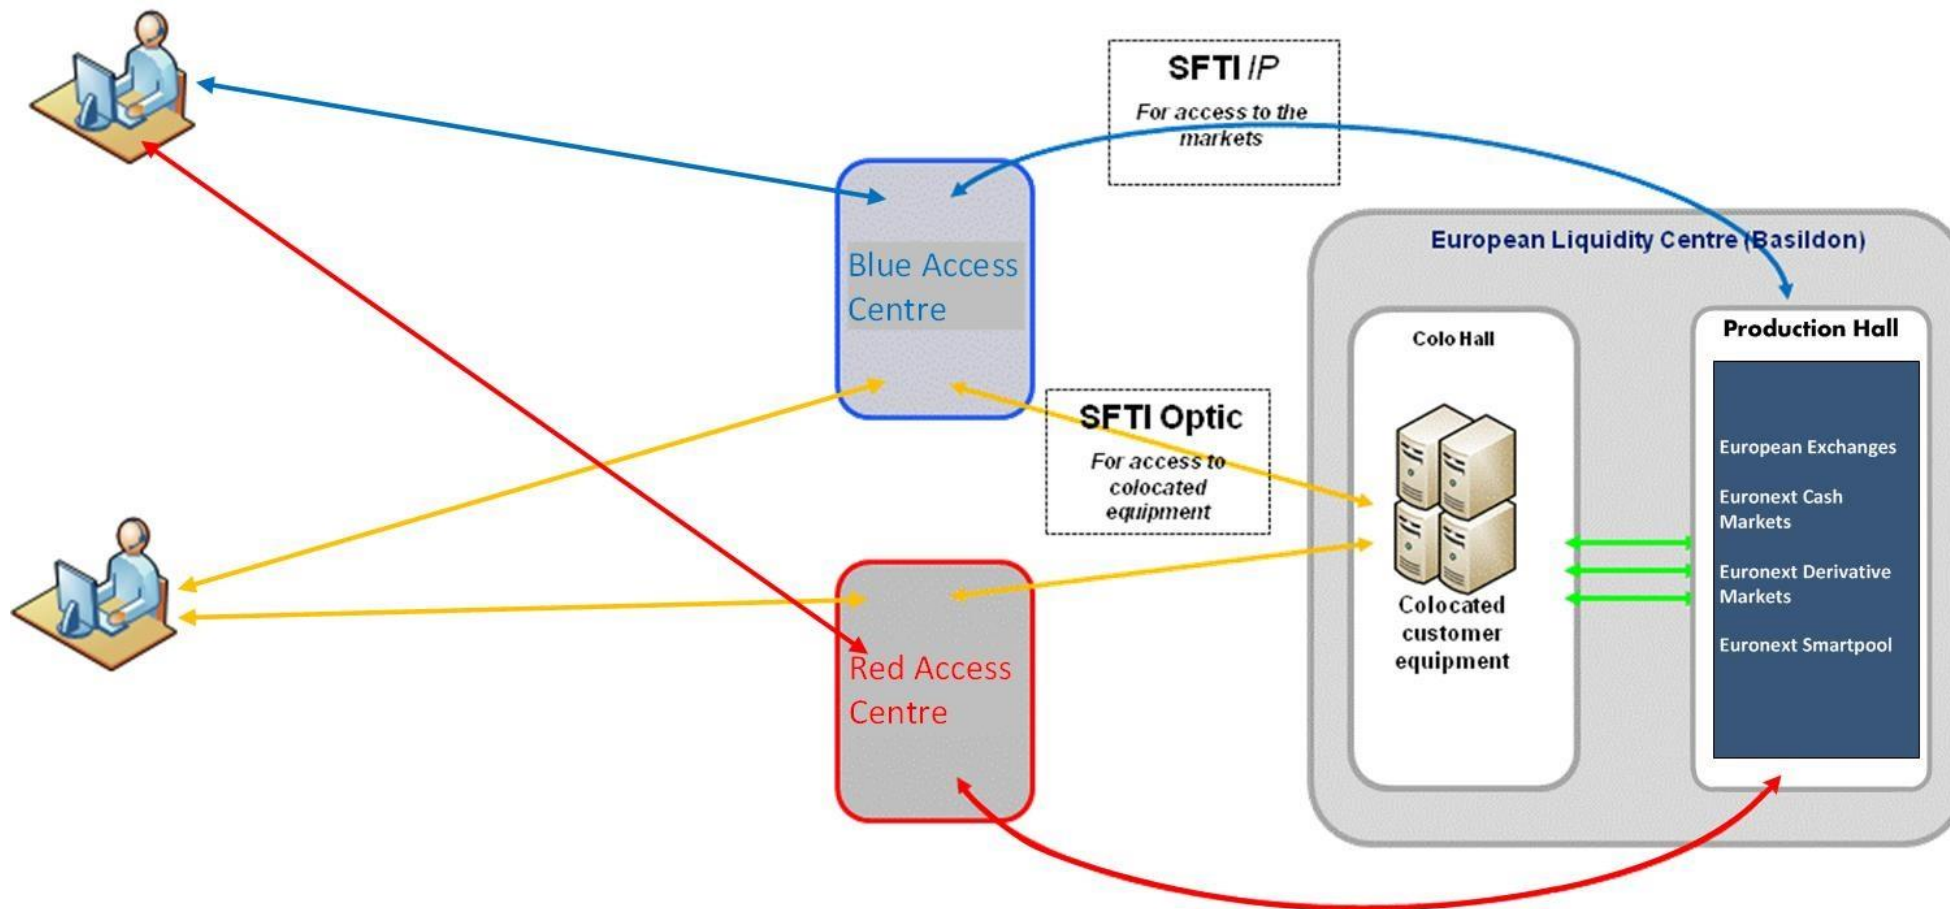 SFTI IP
For access to the
markets
European Liquidity Centre (Basildon)
Blue Access
Centre
Colo Hall
Production Hall
SFTI Optic
For access to
colocated
equipment
European Exchanges
Euronext Cash
Markets
Euronext Derivative
Markets
Euronext Smartpool
Colocated
customer
equipment
Red Access
Centre